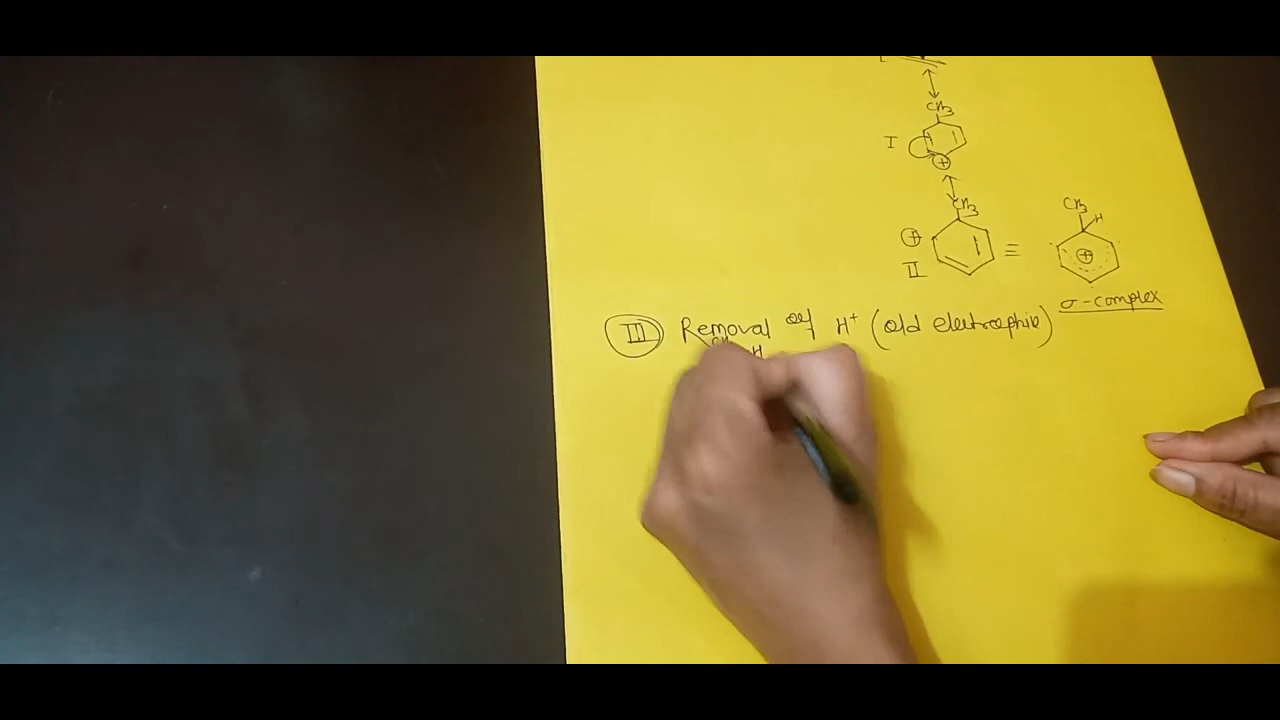 CH3
I
+
CH3
+
II
≡
CH3
H
+
σ-complex
III Removal of H+ (old electrophile)
H